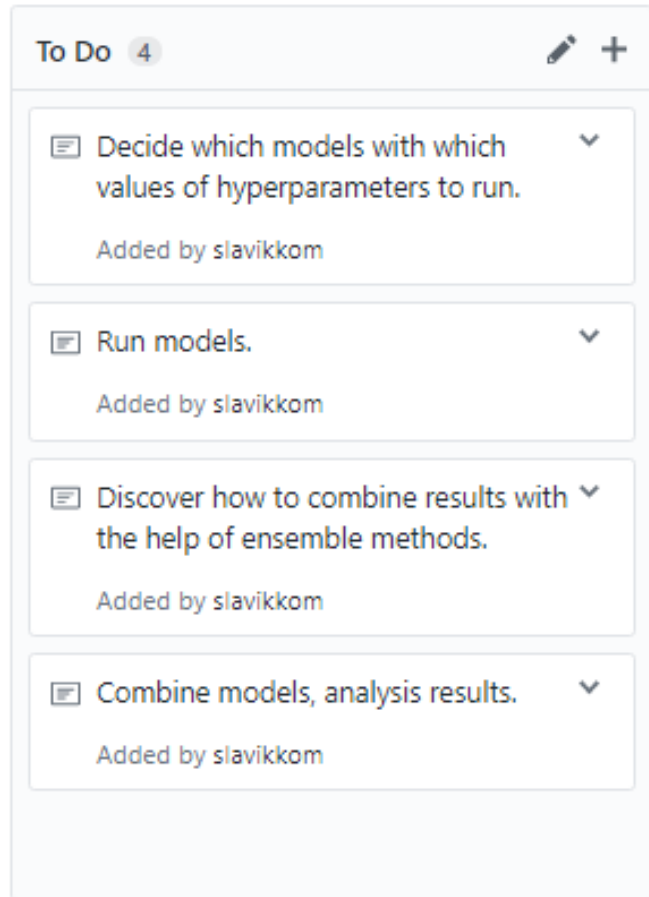 To Do 4
Decide which models with which
values of hyperparameters to run.
Added by slavikkom
Run models.
Added by slavikkom
Discover how to combine results with
the help of ensemble methods.
Added by slavikkom
Combine models, analysis results.
Added by slavikkom